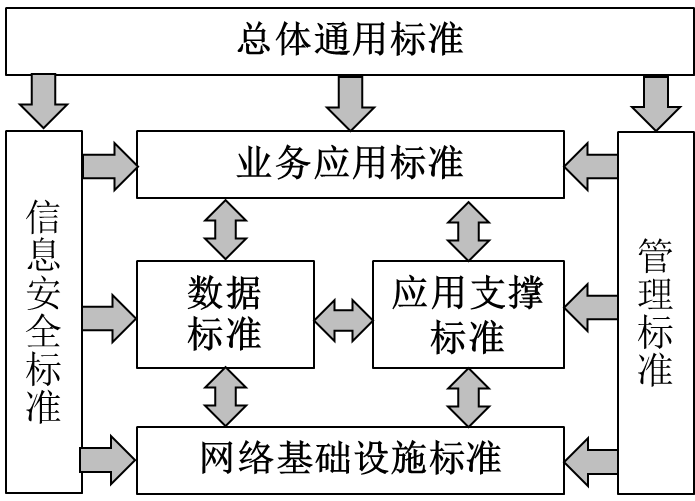 总体通用标准
业务应用标准
信息安全标准
数据
标准
应用支撑
标准
管理标准
网络基础设施标准